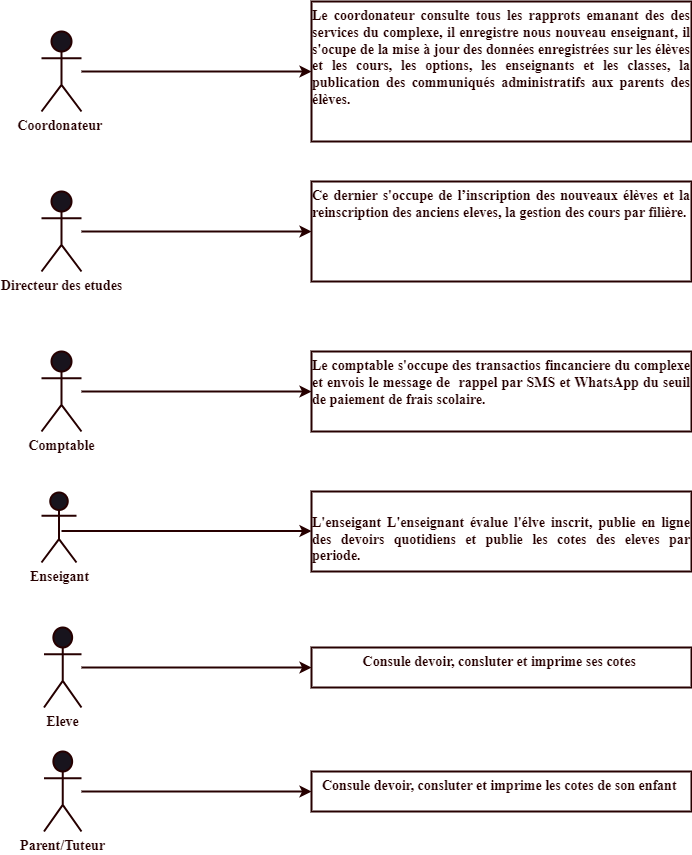 Le coordonateur consulte tous les rapprots emanant des des
services du complexe, il enregistre nous nouveau enseignant, il
s'ocupe de la mise à jour des données enregistrées sur les élèves
et les cours, les options, les enseignants et les classes, la
publication des communiqués administratifs aux parents des
élèves.
Coordonateur
Ce dernier s'occupe de l’inscription des nouveaux élèves et la
reinscription des anciens eleves, la gestion des cours par filière.
Directeur des etudes
Le comptable s'occupe des transactios fincanciere du complexe
et envois le message de rappel par SMS et WhatsApp du seuil
de paiement de frais scolaire.
Comptable
L'enseigant L'enseignant évalue l'élve inscrit, publie en ligne
des devoirs quotidiens et publie les cotes des eleves par
periode.
Enseigant
Consule devoir, consluter et imprime ses cotes
Eleve
Consule devoir, consluter et imprime les cotes de son enfant
Parent/Tuteur